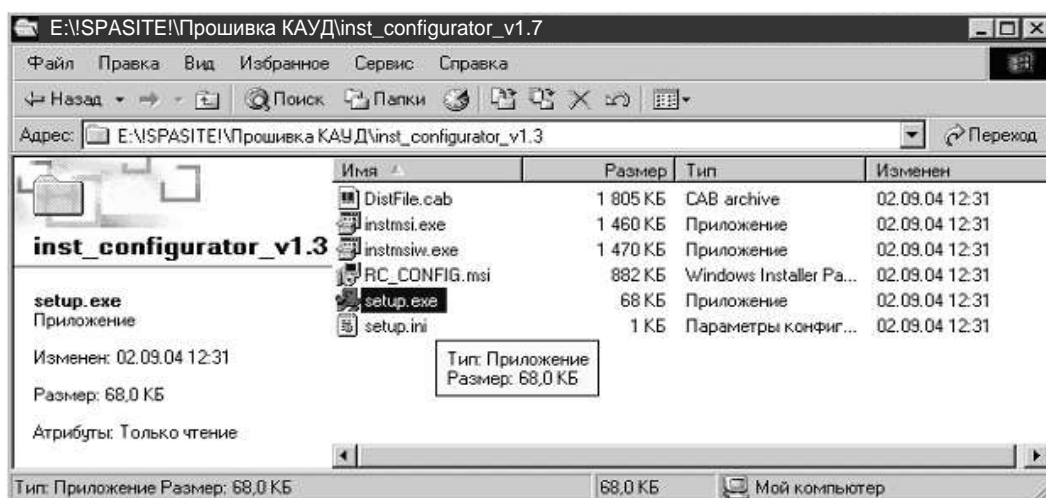 E:\!SPASITE!\Прошивка КАУД\inst_configurator_v1.7
Файл Правка Вид Избранное Сервис Справка
Назад Поиск Папки
Адрес: E:\!SPASITE!\Прошивка КАУД\inst_configurator_v1.3 Переход
Имя Размер Тип Изменен
DistFile.cab 1 805 КБ CAB archive 02.09.04 12:31
instmsi.exe 1 460 КБ Приложение 02.09.04 12:31
instmsiw.exe 1 470 КБ Приложение 02.09.04 12:31
RC_CONFIG.msi 882 КБ Windows Installer Pa... 02.09.04 12:31
setup.exe 68 КБ Приложение 02.09.04 12:31
setup.ini 1 КБ Параметры конфиг... 02.09.04 12:31
inst_configurator_v1.3
setup.exe
Приложение
Изменен: 02.09.04 12:31
Размер: 68,0 КБ
Атрибуты: Только чтение
Тип: Приложение
Размер: 68,0 КБ
Тип: Приложение Размер: 68,0 КБ 68,0 КБ Мой компьютер